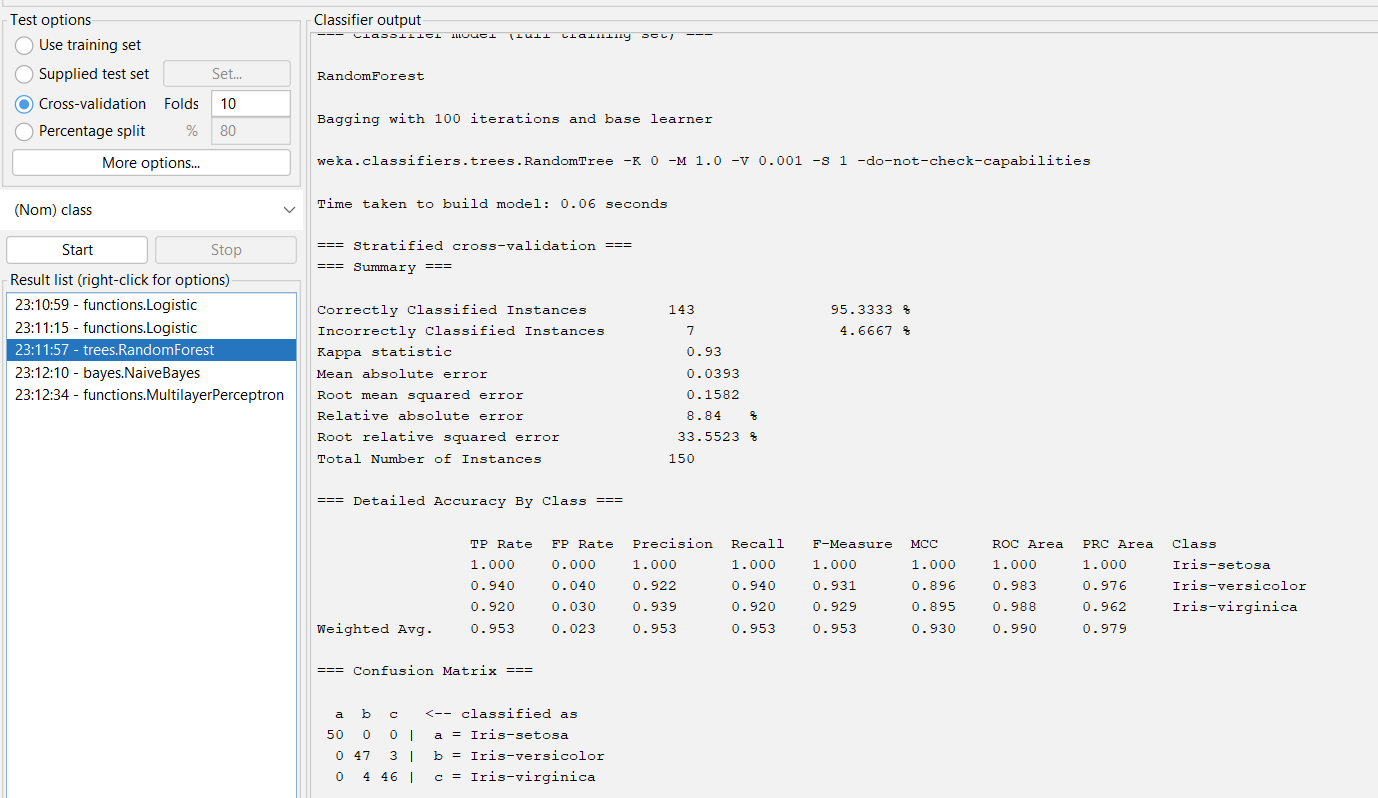 Test options
Use training set
Supplied test set Set...
Cross-validation Folds 10
Percentage split % 80
More options...
(Nom) class
Start Stop
Result list (right-click for options)
23:10:59 - functions.Logistic
23:11:15 - functions.Logistic
23:11:57 - trees.RandomForest
23:12:10 - bayes.NaiveBayes
23:12:34 - functions.MultilayerPerceptron
Classifier output
=== Classifier model (full training set) ===
RandomForest
Bagging with 100 iterations and base learner
weka.classifiers.trees.RandomTree -K 0 -M 1.0 -V 0.001 -S 1 -do-not-check-capabilities
Time taken to build model: 0.06 seconds
=== Stratified cross-validation ===
=== Summary ===
Correctly Classified Instances 143 95.3333 %
Incorrectly Classified Instances 7 4.6667 %
Kappa statistic 0.93
Mean absolute error 0.0393
Root mean squared error 0.1582
Relative absolute error 8.84 %
Root relative squared error 33.5523 %
Total Number of Instances 150
=== Detailed Accuracy By Class ===
TP Rate FP Rate Precision Recall F-Measure MCC ROC Area PRC Area Class
1.000 0.000 1.000 1.000 1.000 1.000 1.000 1.000 Iris-setosa
0.940 0.040 0.922 0.940 0.931 0.896 0.983 0.976 Iris-versicolor
0.920 0.030 0.939 0.920 0.929 0.895 0.988 0.962 Iris-virginica
Weighted Avg. 0.953 0.023 0.953 0.953 0.953 0.930 0.990 0.979
=== Confusion Matrix ===
a b c <-- classified as
50 0 0 | a = Iris-setosa
0 47 3 | b = Iris-versicolor
0 4 46 | c = Iris-virginica